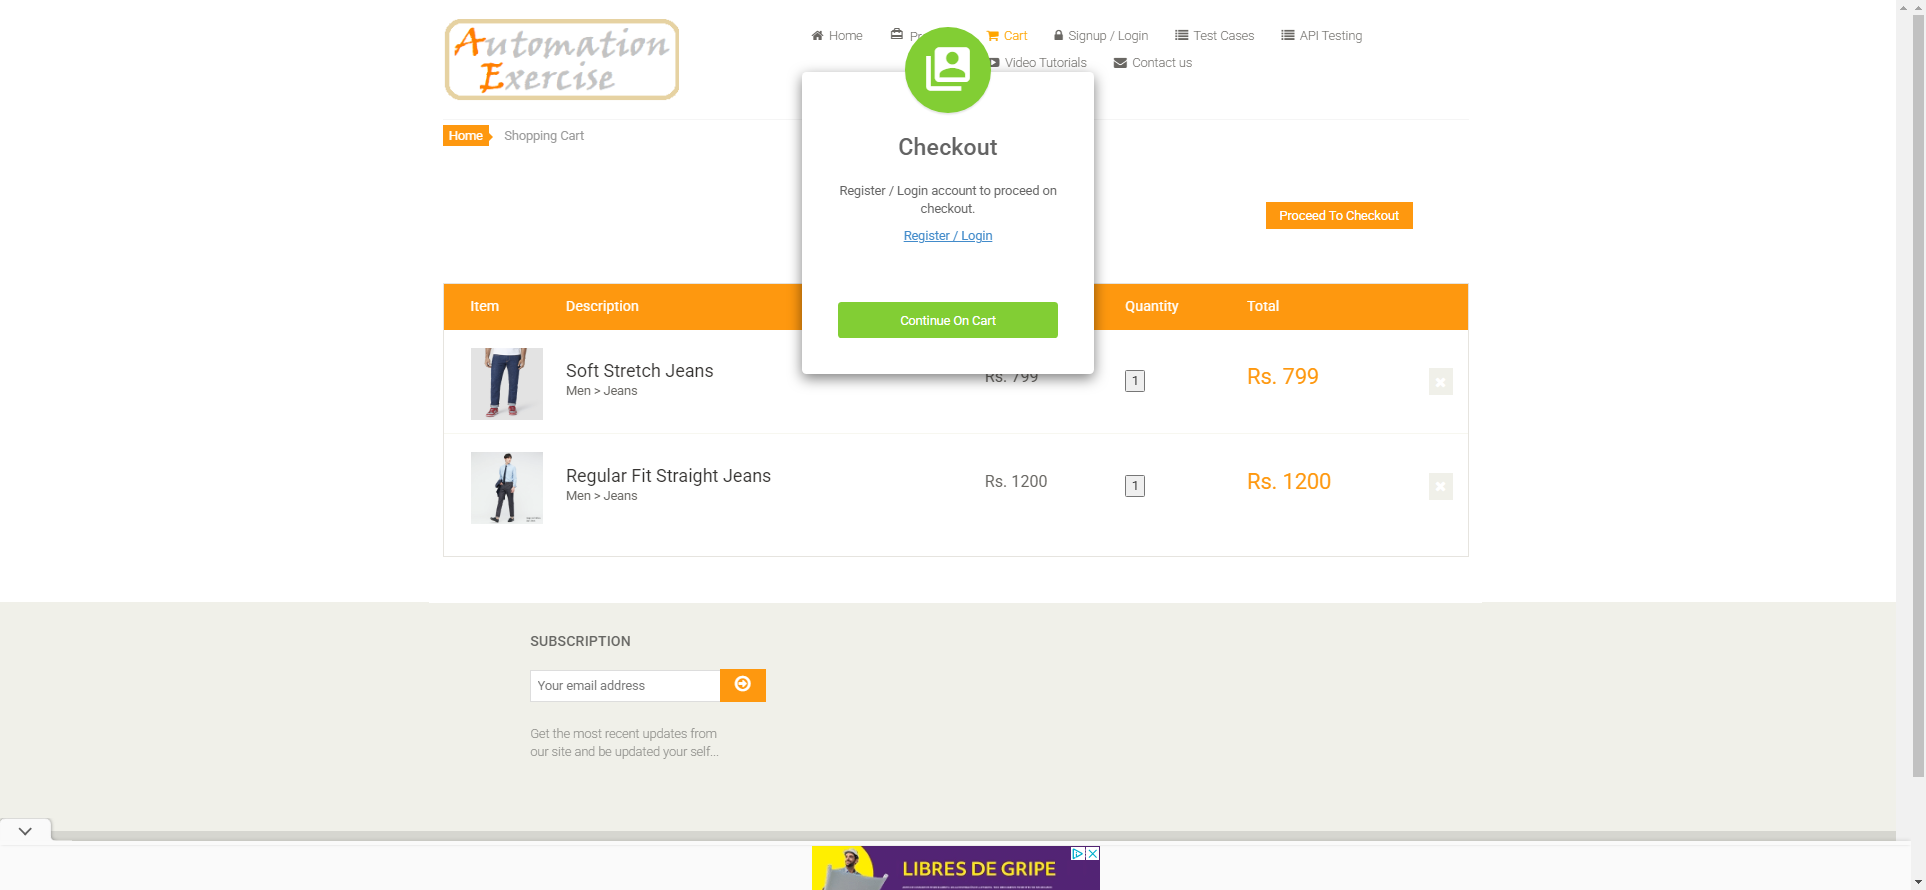 Automation
Exercise
Home
Cart
Signup / Login
Test Cases
API Testing
Video Tutorials
Contact us
Home
Shopping Cart
Checkout
Register / Login account to proceed on
checkout.
Register / Login
Continue On Cart
Proceed To Checkout
Item Description Quantity Total
Soft Stretch Jeans
Men > Jeans
Rs. 799
1
Rs. 799
Regular Fit Straight Jeans
Men > Jeans
Rs. 1200
1
Rs. 1200
SUBSCRIPTION
Your email address
Get the most recent updates from
our site and be updated your self...
LIBRES DE GRIPE